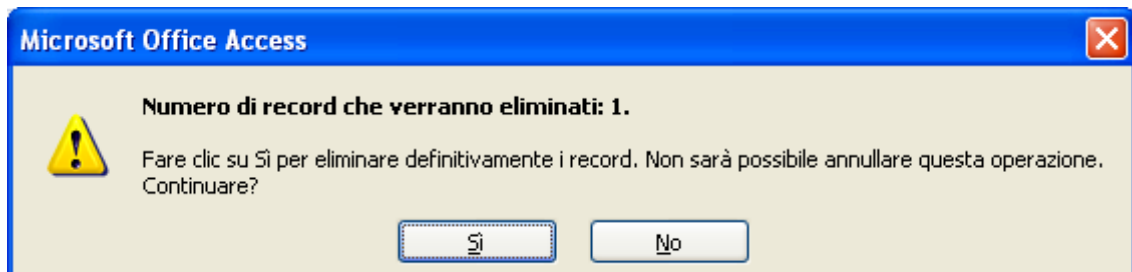 Microsoft Office Access
Numero di record che verranno eliminati: 1.
Fare clic su Sì per eliminare definitivamente i record. Non sarà possibile annullare questa operazione.
Continuare?
Sì
No